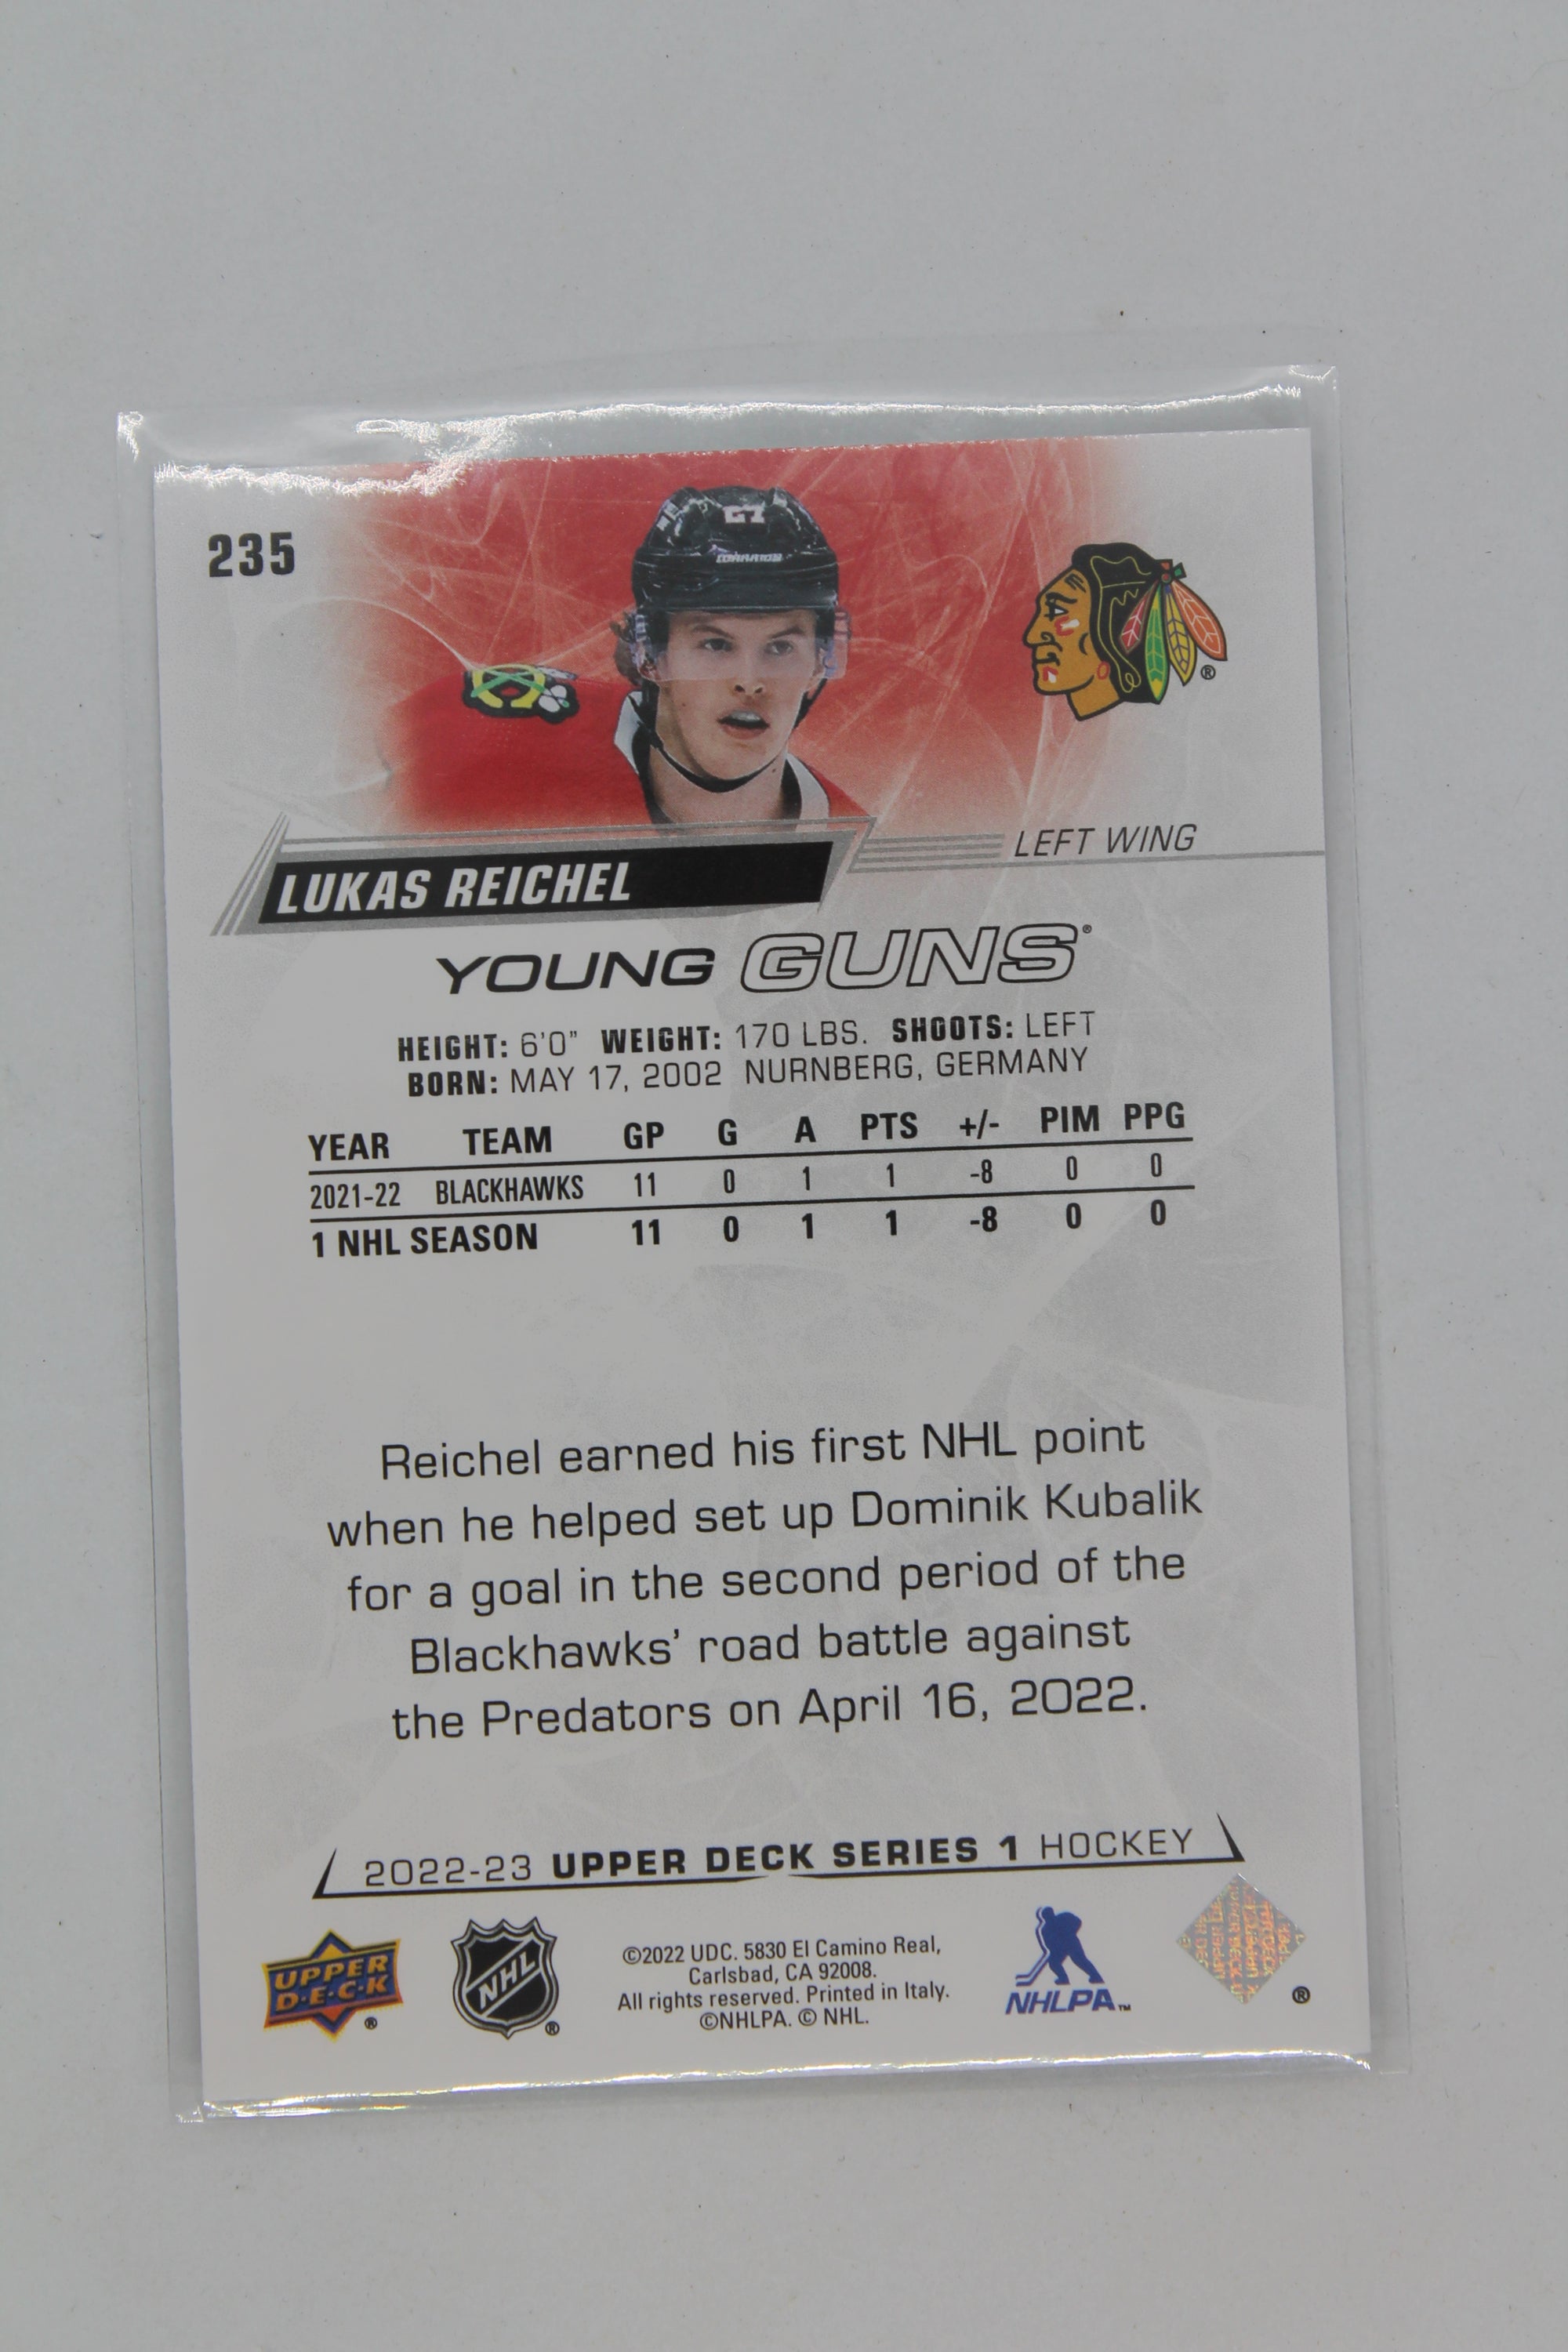 235
27
WARRIOR
LEFT WING
LUKAS REICHEL
YOUNG GUNS®
HEIGHT: 6'0" WEIGHT: 170 LBS. SHOOTS: LEFT
BORN: MAY 17, 2002 NURNBERG, GERMANY
YEAR TEAM GP G A PTS +/- PIM PPG
2021-22 BLACKHAWKS 11 0 1 1 -8 0 0
1 NHL SEASON 11 0 1 1 -8 0 0
Reichel earned his first NHL point
when he helped set up Dominik Kubalik
for a goal in the second period of the
Blackhawks' road battle against
the Predators on April 16, 2022.
2022-23 UPPER DECK SERIES 1 HOCKEY
UPPER
D·E·C·K
®
NHL
®
©2022 UDC. 5830 El Camino Real,
Carlsbad, CA 92008.
All rights reserved. Printed in Italy.
©NHLPA. © NHL.
NHLPA™
®